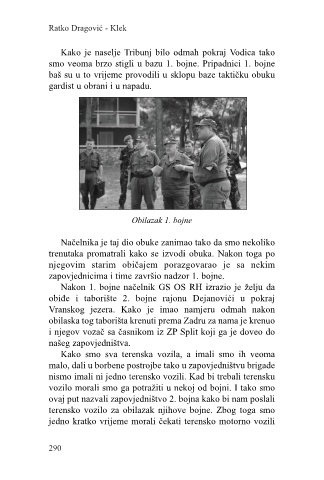 Ratko Dragović - Klek
Kako je naselje Tribunj bilo odmah pokraj Vodica tako
smo veoma brzo stigli u bazu 1. bojne. Pripadnici 1. bojne
baš su u to vrijeme provodili u sklopu baze taktičku obuku
gardist u obrani i u napadu.
Obilazak 1. bojne
Načelnika je taj dio obuke zanimao tako da smo nekoliko
trenutaka promatrali kako se izvodi obuka. Nakon toga po
njegovim starim običajem porazgovarao je sa nekim
zapovjednicima i time završio nadzor 1. bojne.
Nakon 1. bojne načelnik GS OS RH izrazio je želju da
obiđe i taborište 2. bojne rajonu Dejanovići u pokraj
Vranskog jezera. Kako je imao namjeru odmah nakon
obilaska tog taborišta krenuti prema Zadru za nama je krenuo
i njegov vozač sa časnikom iz ZP Split koji ga je doveo do
našeg zapovjedništva.
Kako smo sva terenska vozila, a imali smo ih veoma
malo, dali u borbene postrojbe tako u zapovjedništvu brigade
nismo imali ni jedno terensko vozili. Kad bi trebali terensku
vozilo morali smo ga potražiti u nekoj od bojni. I tako smo
ovaj put nazvali zapovjedništvo 2. bojna kako bi nam poslali
terensko vozilo za obilazak njihove bojne. Zbog toga smo
jedno kratko vrijeme morali čekati terensko motorno vozili
290